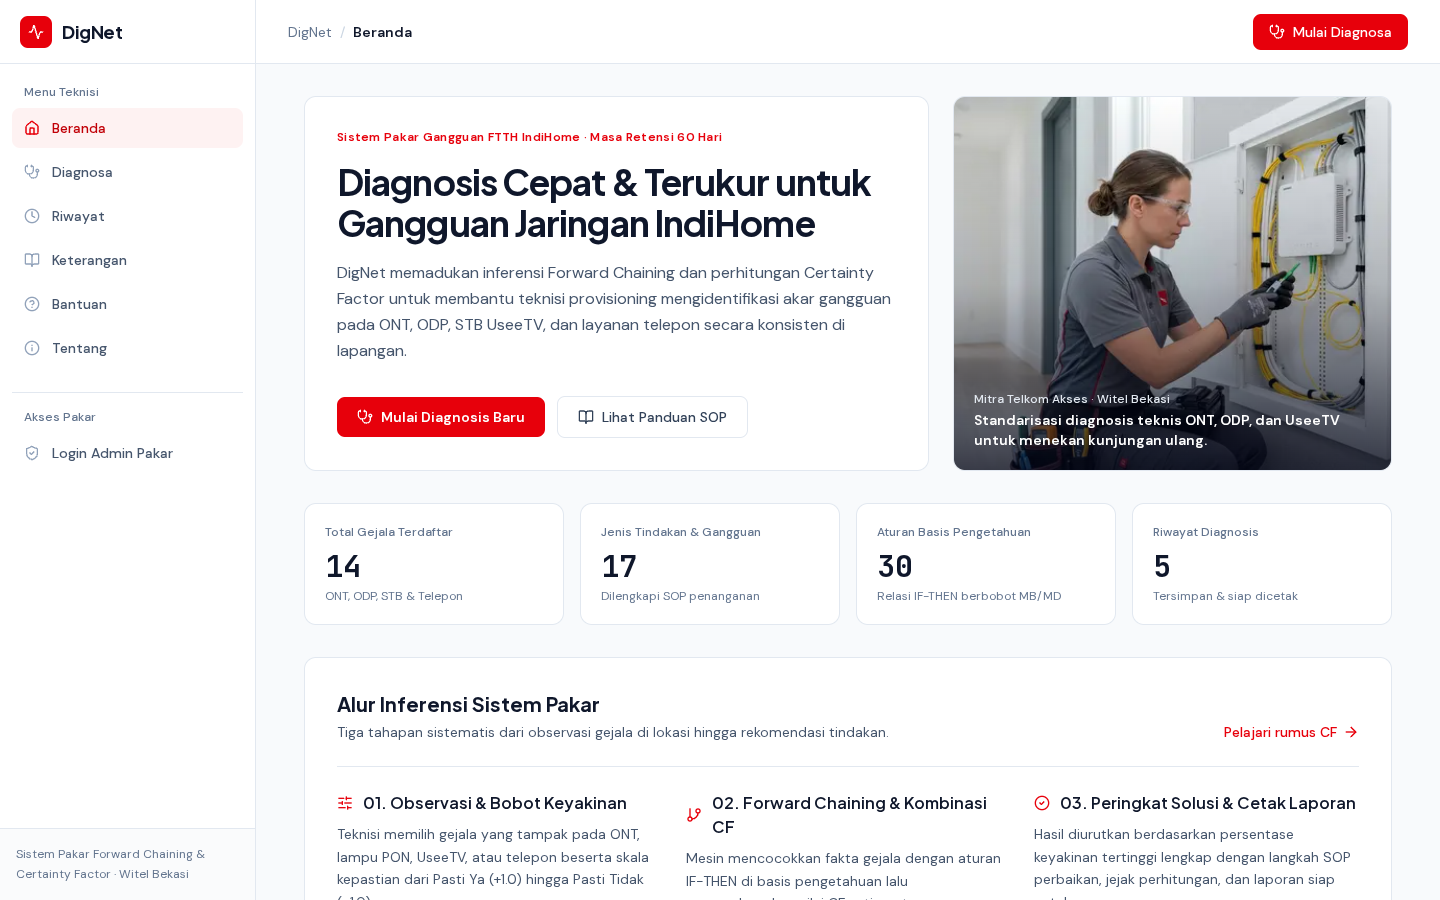 DigNet
DigNet / Beranda
Mulai Diagnosa
Menu Teknisi
Beranda
Diagnosa
Riwayat
Keterangan
Bantuan
Tentang
Akses Pakar
Login Admin Pakar
Sistem Pakar Forward Chaining &
Certainty Factor · Witel Bekasi
Sistem Pakar Gangguan FTTH IndiHome · Masa Retensi 60 Hari
Diagnosis Cepat & Terukur untuk
Gangguan Jaringan IndiHome
DigNet memadukan inferensi Forward Chaining dan perhitungan Certainty
Factor untuk membantu teknisi provisioning mengidentifikasi akar gangguan
pada ONT, ODP, STB UseeTV, dan layanan telepon secara konsisten di
lapangan.
Mulai Diagnosis Baru
Lihat Panduan SOP
Mitra Telkom Akses · Witel Bekasi
Standarisasi diagnosis teknis ONT, ODP, dan UseeTV
untuk menekan kunjungan ulang.
Total Gejala Terdaftar
14
ONT, ODP, STB & Telepon
Jenis Tindakan & Gangguan
17
Dilengkapi SOP penanganan
Aturan Basis Pengetahuan
30
Relasi IF-THEN berbobot MB/MD
Riwayat Diagnosis
5
Tersimpan & siap dicetak
Alur Inferensi Sistem Pakar
Tiga tahapan sistematis dari observasi gejala di lokasi hingga rekomendasi tindakan.
Pelajari rumus CF
01. Observasi & Bobot Keyakinan
Teknisi memilih gejala yang tampak pada ONT,
lampu PON, UseeTV, atau telepon beserta skala
kepastian dari Pasti Ya (+1.0) hingga Pasti Tidak
02. Forward Chaining & Kombinasi
CF
Mesin mencocokkan fakta gejala dengan aturan
IF-THEN di basis pengetahuan lalu
03. Peringkat Solusi & Cetak Laporan
Hasil diurutkan berdasarkan persentase
keyakinan tertinggi lengkap dengan langkah SOP
perbaikan, jejak perhitungan, dan laporan siap